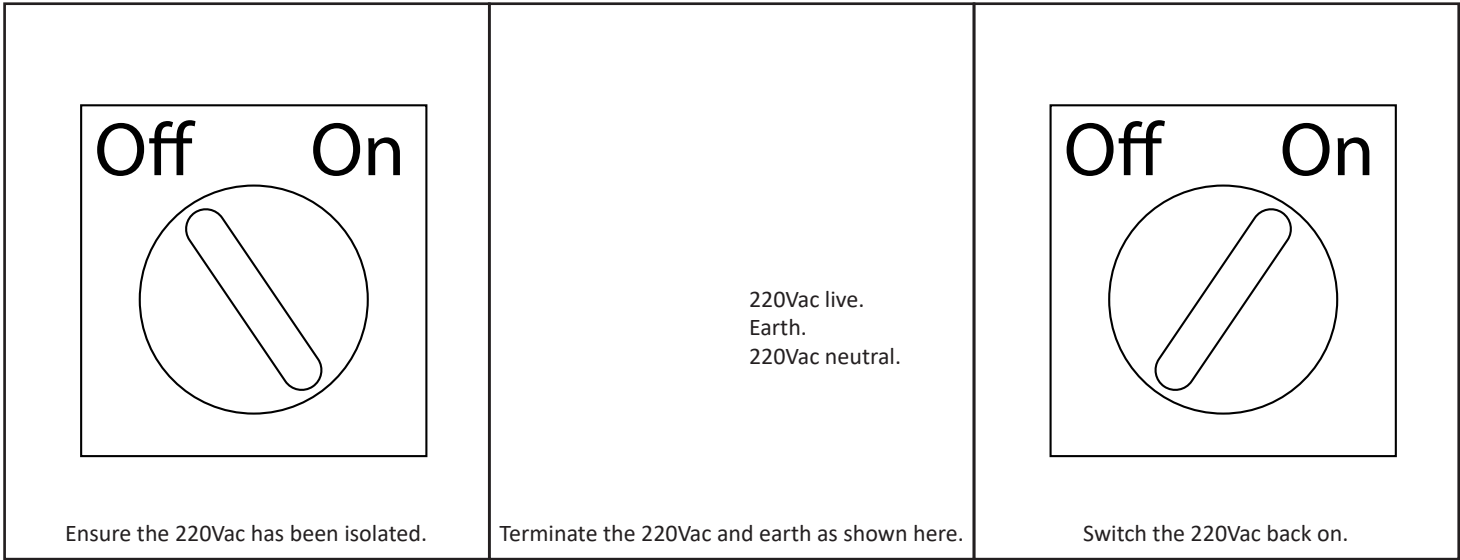 Off On
Ensure the 220Vac has been isolated.
220Vac live.
Earth.
220Vac neutral.
Terminate the 220Vac and earth as shown here.
Off On
Switch the 220Vac back on.